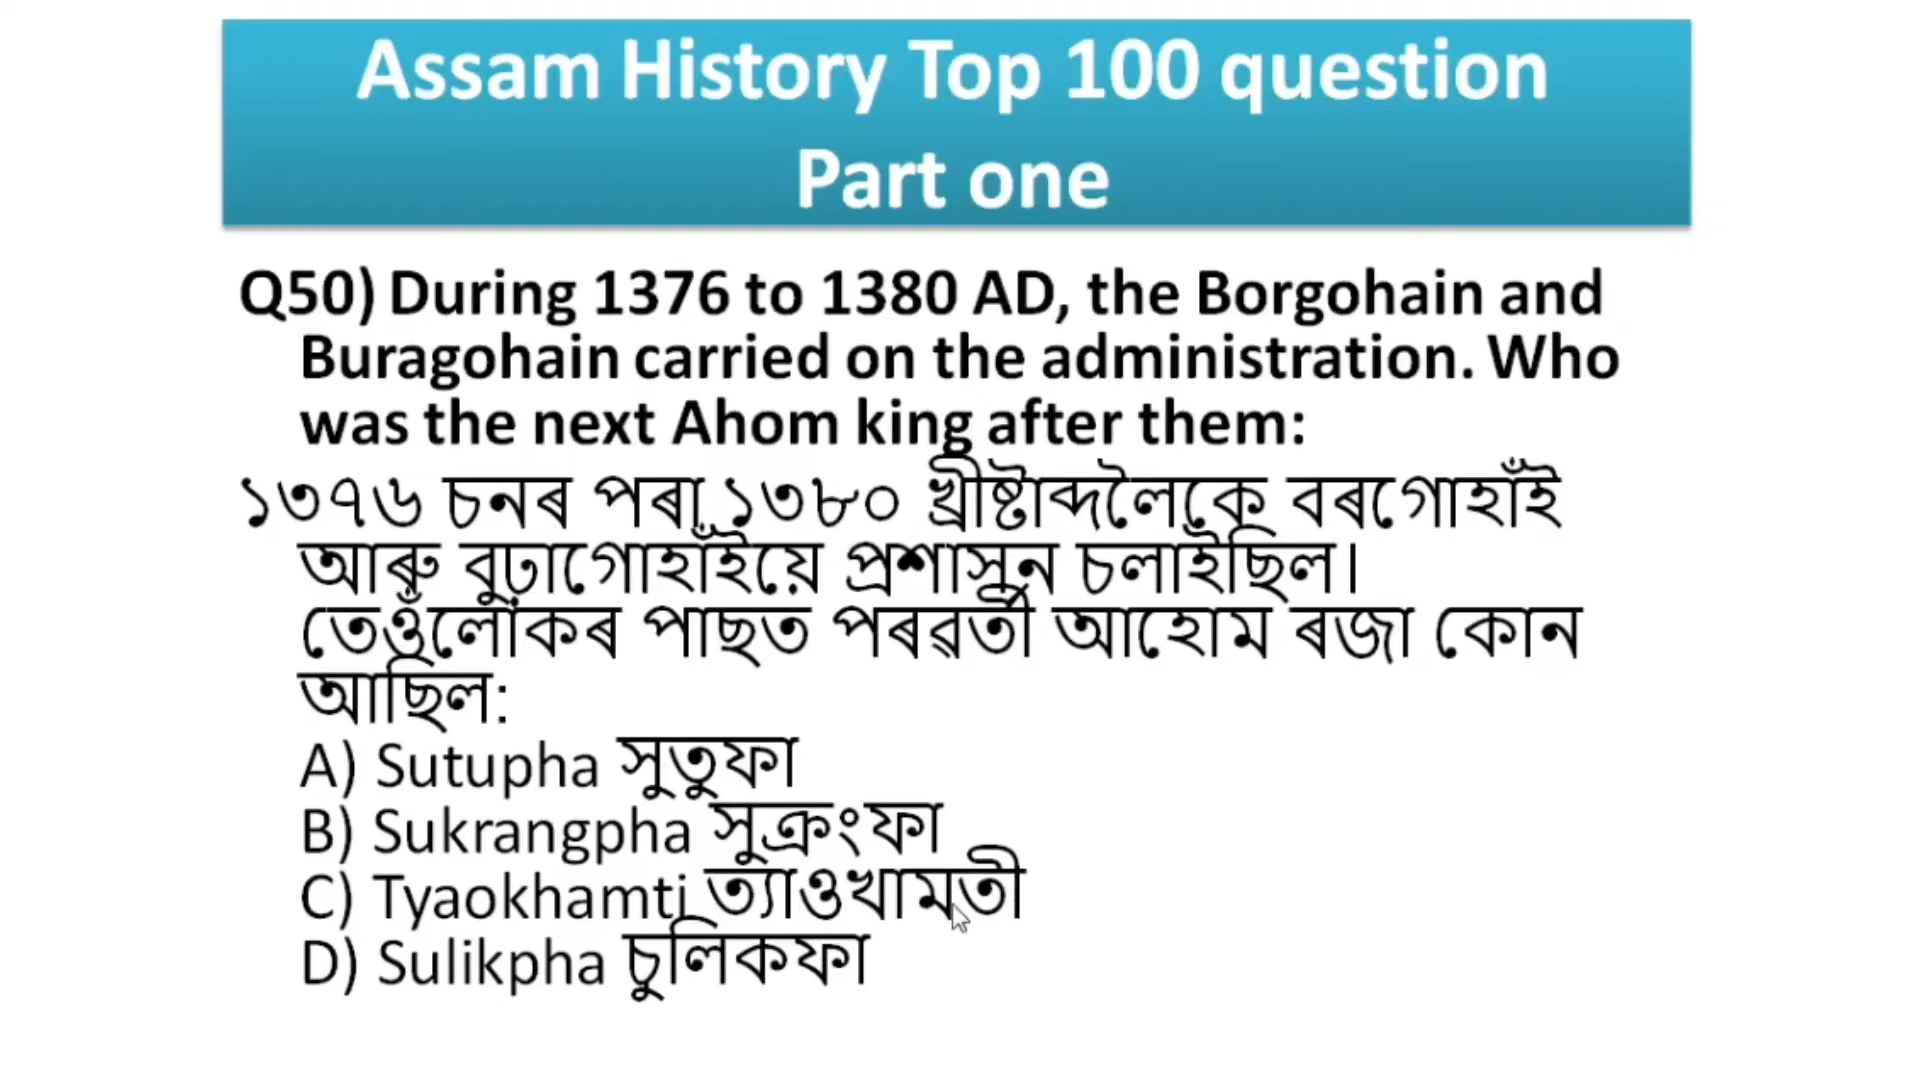 Assam History Top 100 question
Part one
Q50) During 1376 to 1380 AD, the Borgohain and
Buragohain carried on the administration. Who
was the next Ahom king after them:
১৩৭৬ চনৰ পৰা ১৩৮০ খ্ৰীষ্টাব্দলৈকে বৰগোহাঁই
আৰু বুঢাগোহাঁইয়ে প্ৰশাসন চলাইছিল।
তেওঁলোকৰ পাছত পৰৱৰ্তী আহোম ৰজা কোন
আছিল:
A) Sutupha সুতুফা
B) Sukrangpha সুক্ৰংফা
C) Tyaokhamti ত্যাওখামতী
D) Sulikpha চুলিকফা